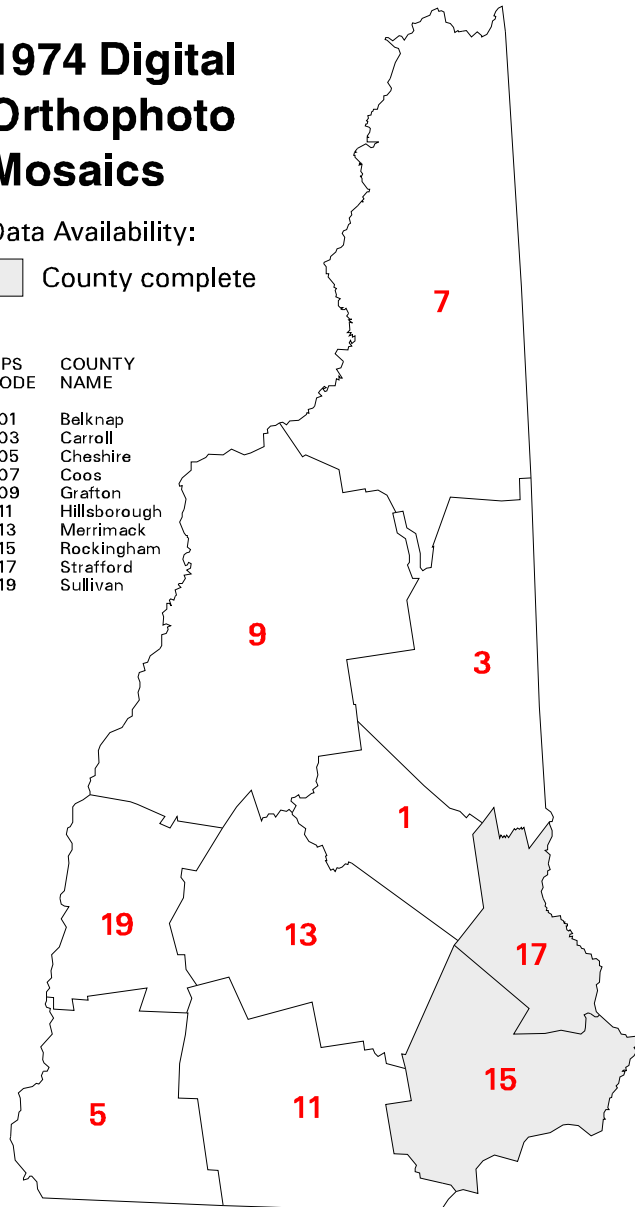 1974 Digital
Orthophoto
Mosaics
Data Availability:
County complete
PS COUNTY
ODE NAME
01 Belknap
03 Carroll
05 Cheshire
07 Coos
09 Grafton
11 Hillsborough
13 Merrimack
15 Rockingham
17 Strafford
19 Sullivan
7
9
3
1
19
13
17
15
5
11